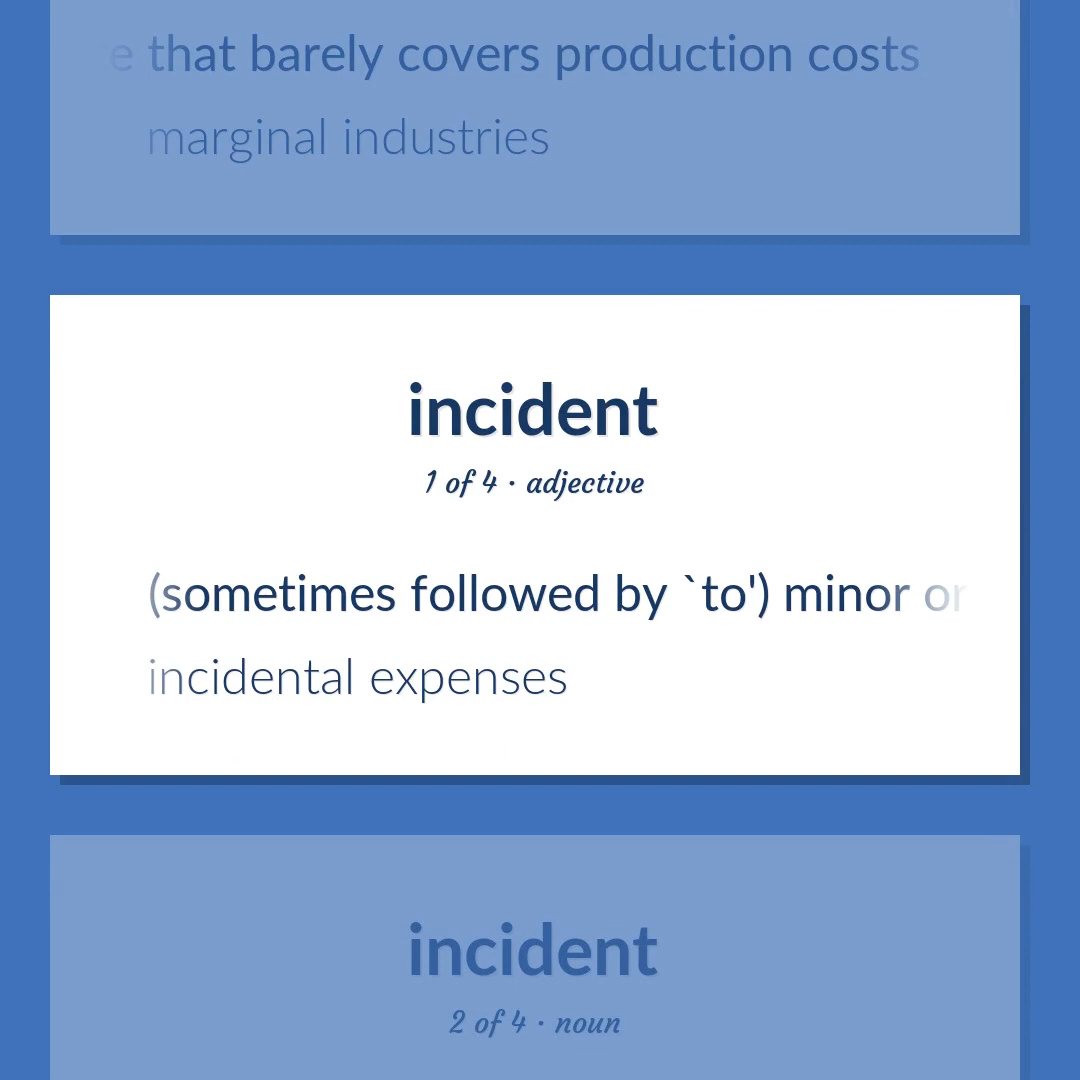 e that barely covers production costs
marginal industries
incident
1 of 4 · adjective
(sometimes followed by `to') minor or
incidental expenses
incident
2 of 4 · noun